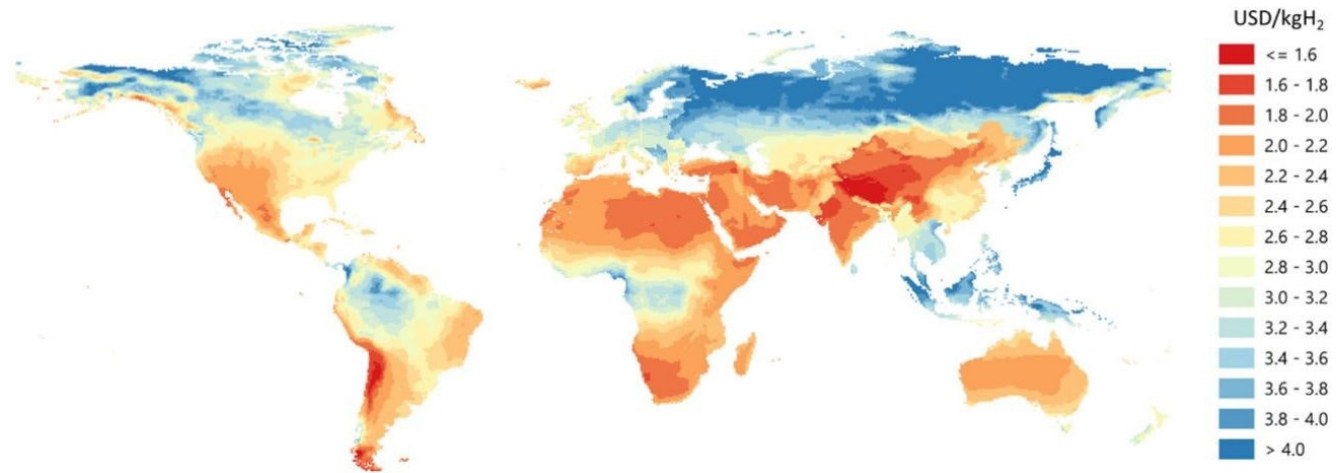 USD/kgH₂
<= 1.6
1.6 - 1.8
1.8 - 2.0
2.0 - 2.2
2.2 - 2.4
2.4 - 2.6
2.6 - 2.8
2.8 - 3.0
3.0 - 3.2
3.2 - 3.4
3.4 - 3.6
3.6 - 3.8
3.8 - 4.0
> 4.0